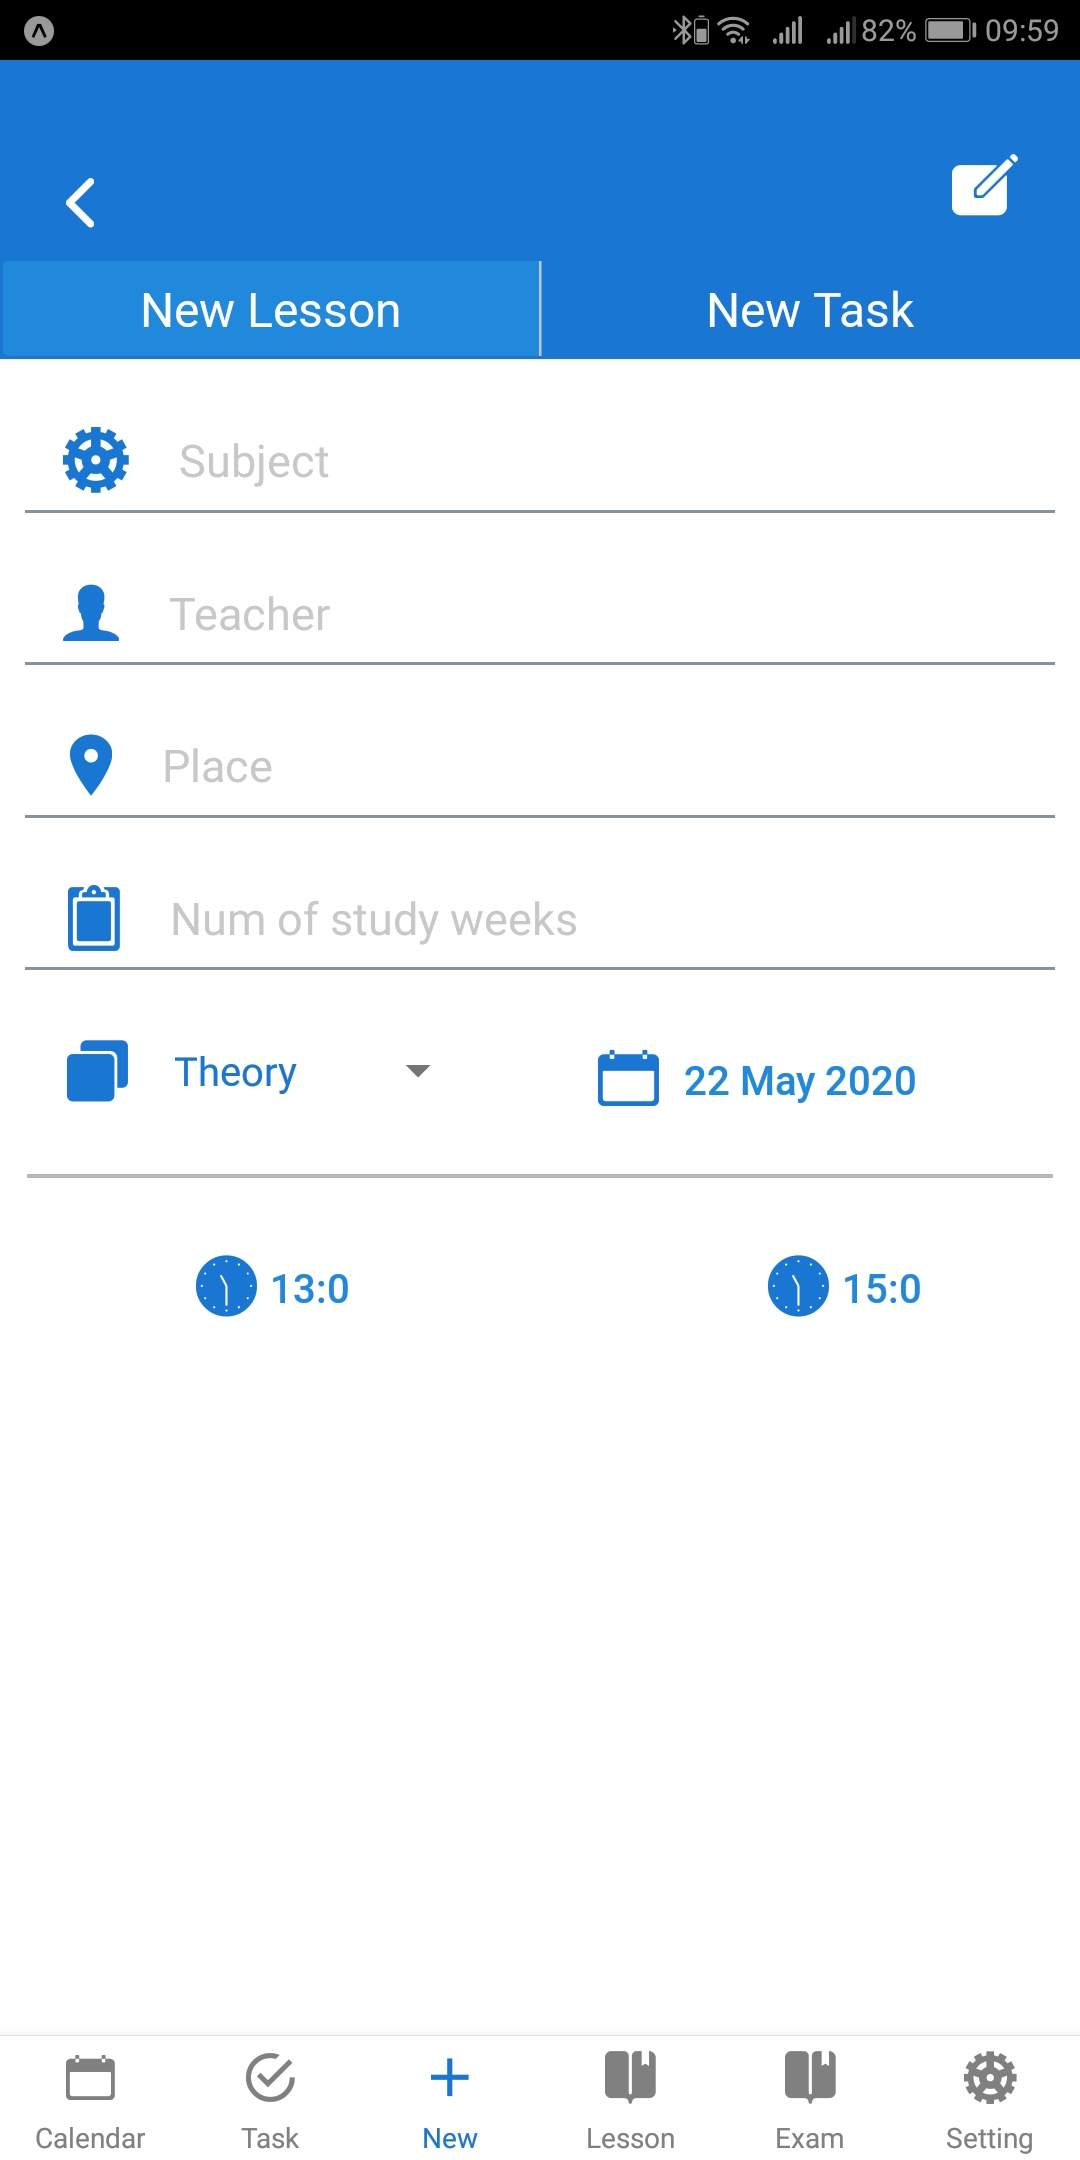 82% 09:59
New Lesson New Task
Subject
Teacher
Place
Num of study weeks
Theory 22 May 2020
13:0 15:0
Calendar Task New Lesson Exam Setting